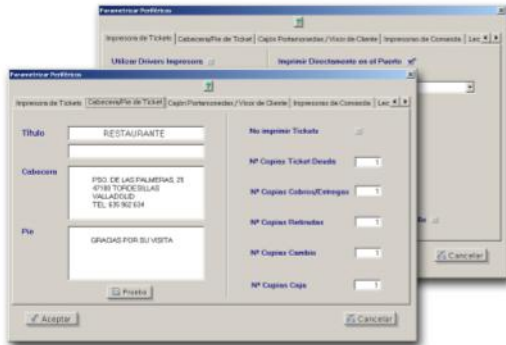 Parametrizar Periféricos
Impresora de Tickets Cabecera/Pie de Ticket Cajón Portamonedas / Visor de Cliente Impresoras de Comanda Lec
Utilizar Drivers Impresora Imprimir Directamente en el Puerto
Cancelar
Parametrizar Periféricos
Impresora de Tickets Cabecera/Pie de Ticket Cajón Portamonedas / Visor de Cliente Impresoras de Comanda Lec
Título RESTAURANTE
Cabecera
PSO. DE LAS PALMERAS, 25
47100 TORDESILLAS
VALLADOLID
TEL. 635 962 634
Pie
GRACIAS POR SU VISITA
Prueba
No imprimir Tickets
Nº Copias Ticket Deuda 1
Nº Copias Cobros/Entregas 1
Nº Copias Retiradas 1
Nº Copias Cambio 1
Nº Copias Caja 1
Aceptar Cancelar